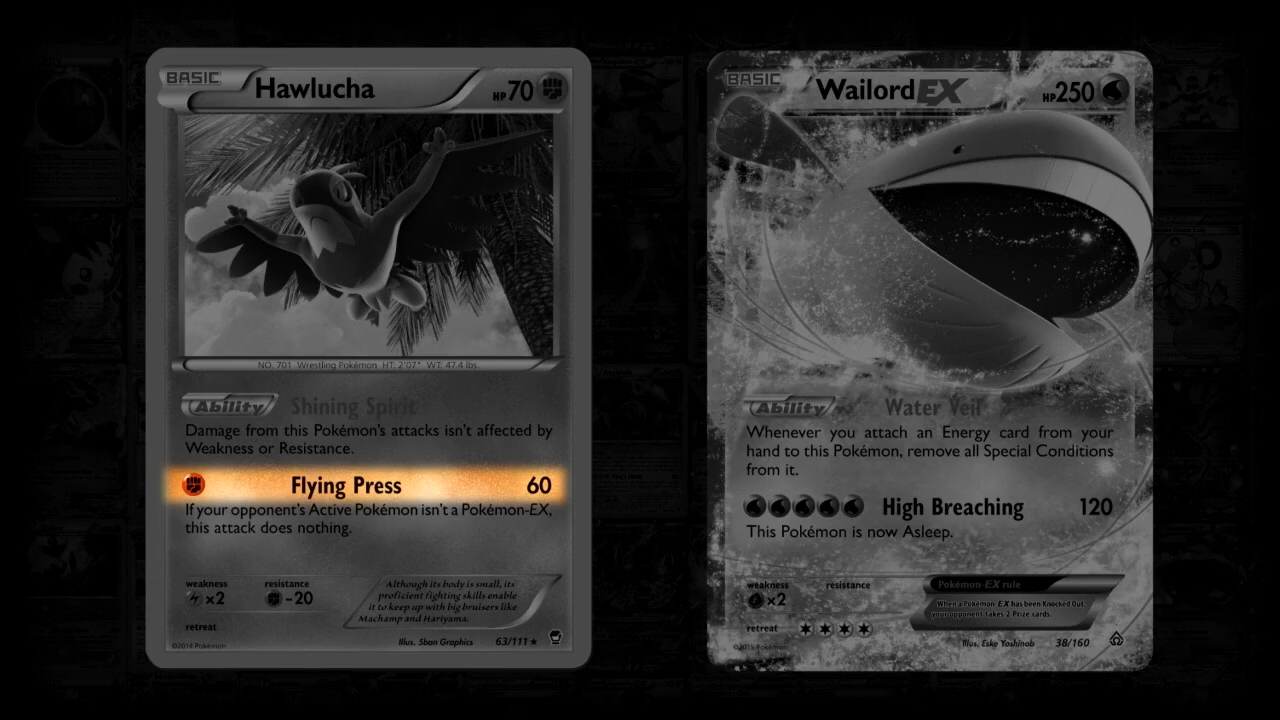 BASIC
Hawlucha
HP 70
NO. 701 Wrestling Pokémon HT: 2'07" WT: 47.4 lbs.
Ability Shining Spirit
Damage from this Pokémon's attacks isn't affected by
Weakness or Resistance.
Flying Press 60
If your opponent's Active Pokémon isn't a Pokémon-EX,
this attack does nothing.
weakness resistance
×2 -20
retreat
Although its body is small, its
proficient fighting skills enable
it to keep up with big bruisers like
Machamp and Hariyama.
©2014 Pokémon
Illus. 5ban Graphics 63/111★
BASIC
Wailord EX
HP 250
Ability Water Veil
Whenever you attach an Energy card from your
hand to this Pokémon, remove all Special Conditions
from it.
High Breaching 120
This Pokémon is now Asleep.
weakness resistance
×2
retreat
Pokémon-EX rule
When a Pokémon-EX has been Knocked Out,
your opponent takes 2 Prize cards.
©2015 Pokémon
Illus. Eske Yoshinob 38/160